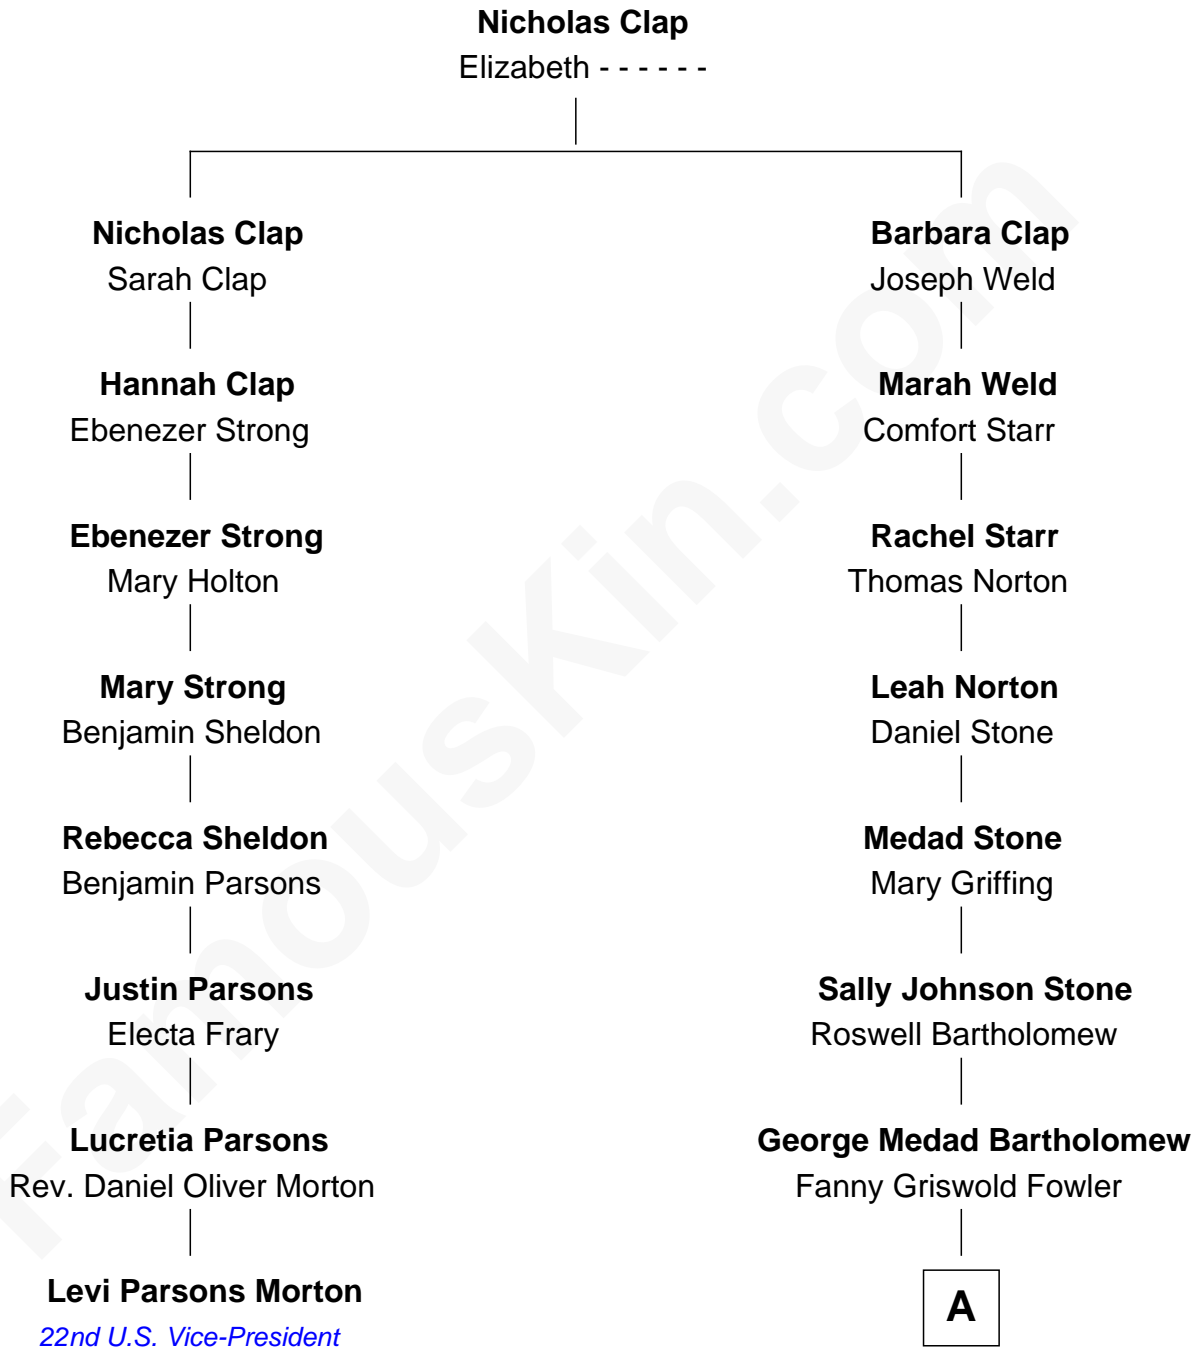 Nicholas Clap
Elizabeth - - - - - -
Nicholas Clap
Sarah Clap
Hannah Clap
Ebenezer Strong
Ebenezer Strong
Mary Holton
Mary Strong
Benjamin Sheldon
Rebecca Sheldon
Benjamin Parsons
Justin Parsons
Electa Frary
Lucretia Parsons
Rev. Daniel Oliver Morton
Levi Parsons Morton
22nd U.S. Vice-President
Barbara Clap
Joseph Weld
Marah Weld
Comfort Starr
Rachel Starr
Thomas Norton
Leah Norton
Daniel Stone
Medad Stone
Mary Griffing
Sally Johnson Stone
Roswell Bartholomew
George Medad Bartholomew
Fanny Griswold Fowler
A
FamousKin.com